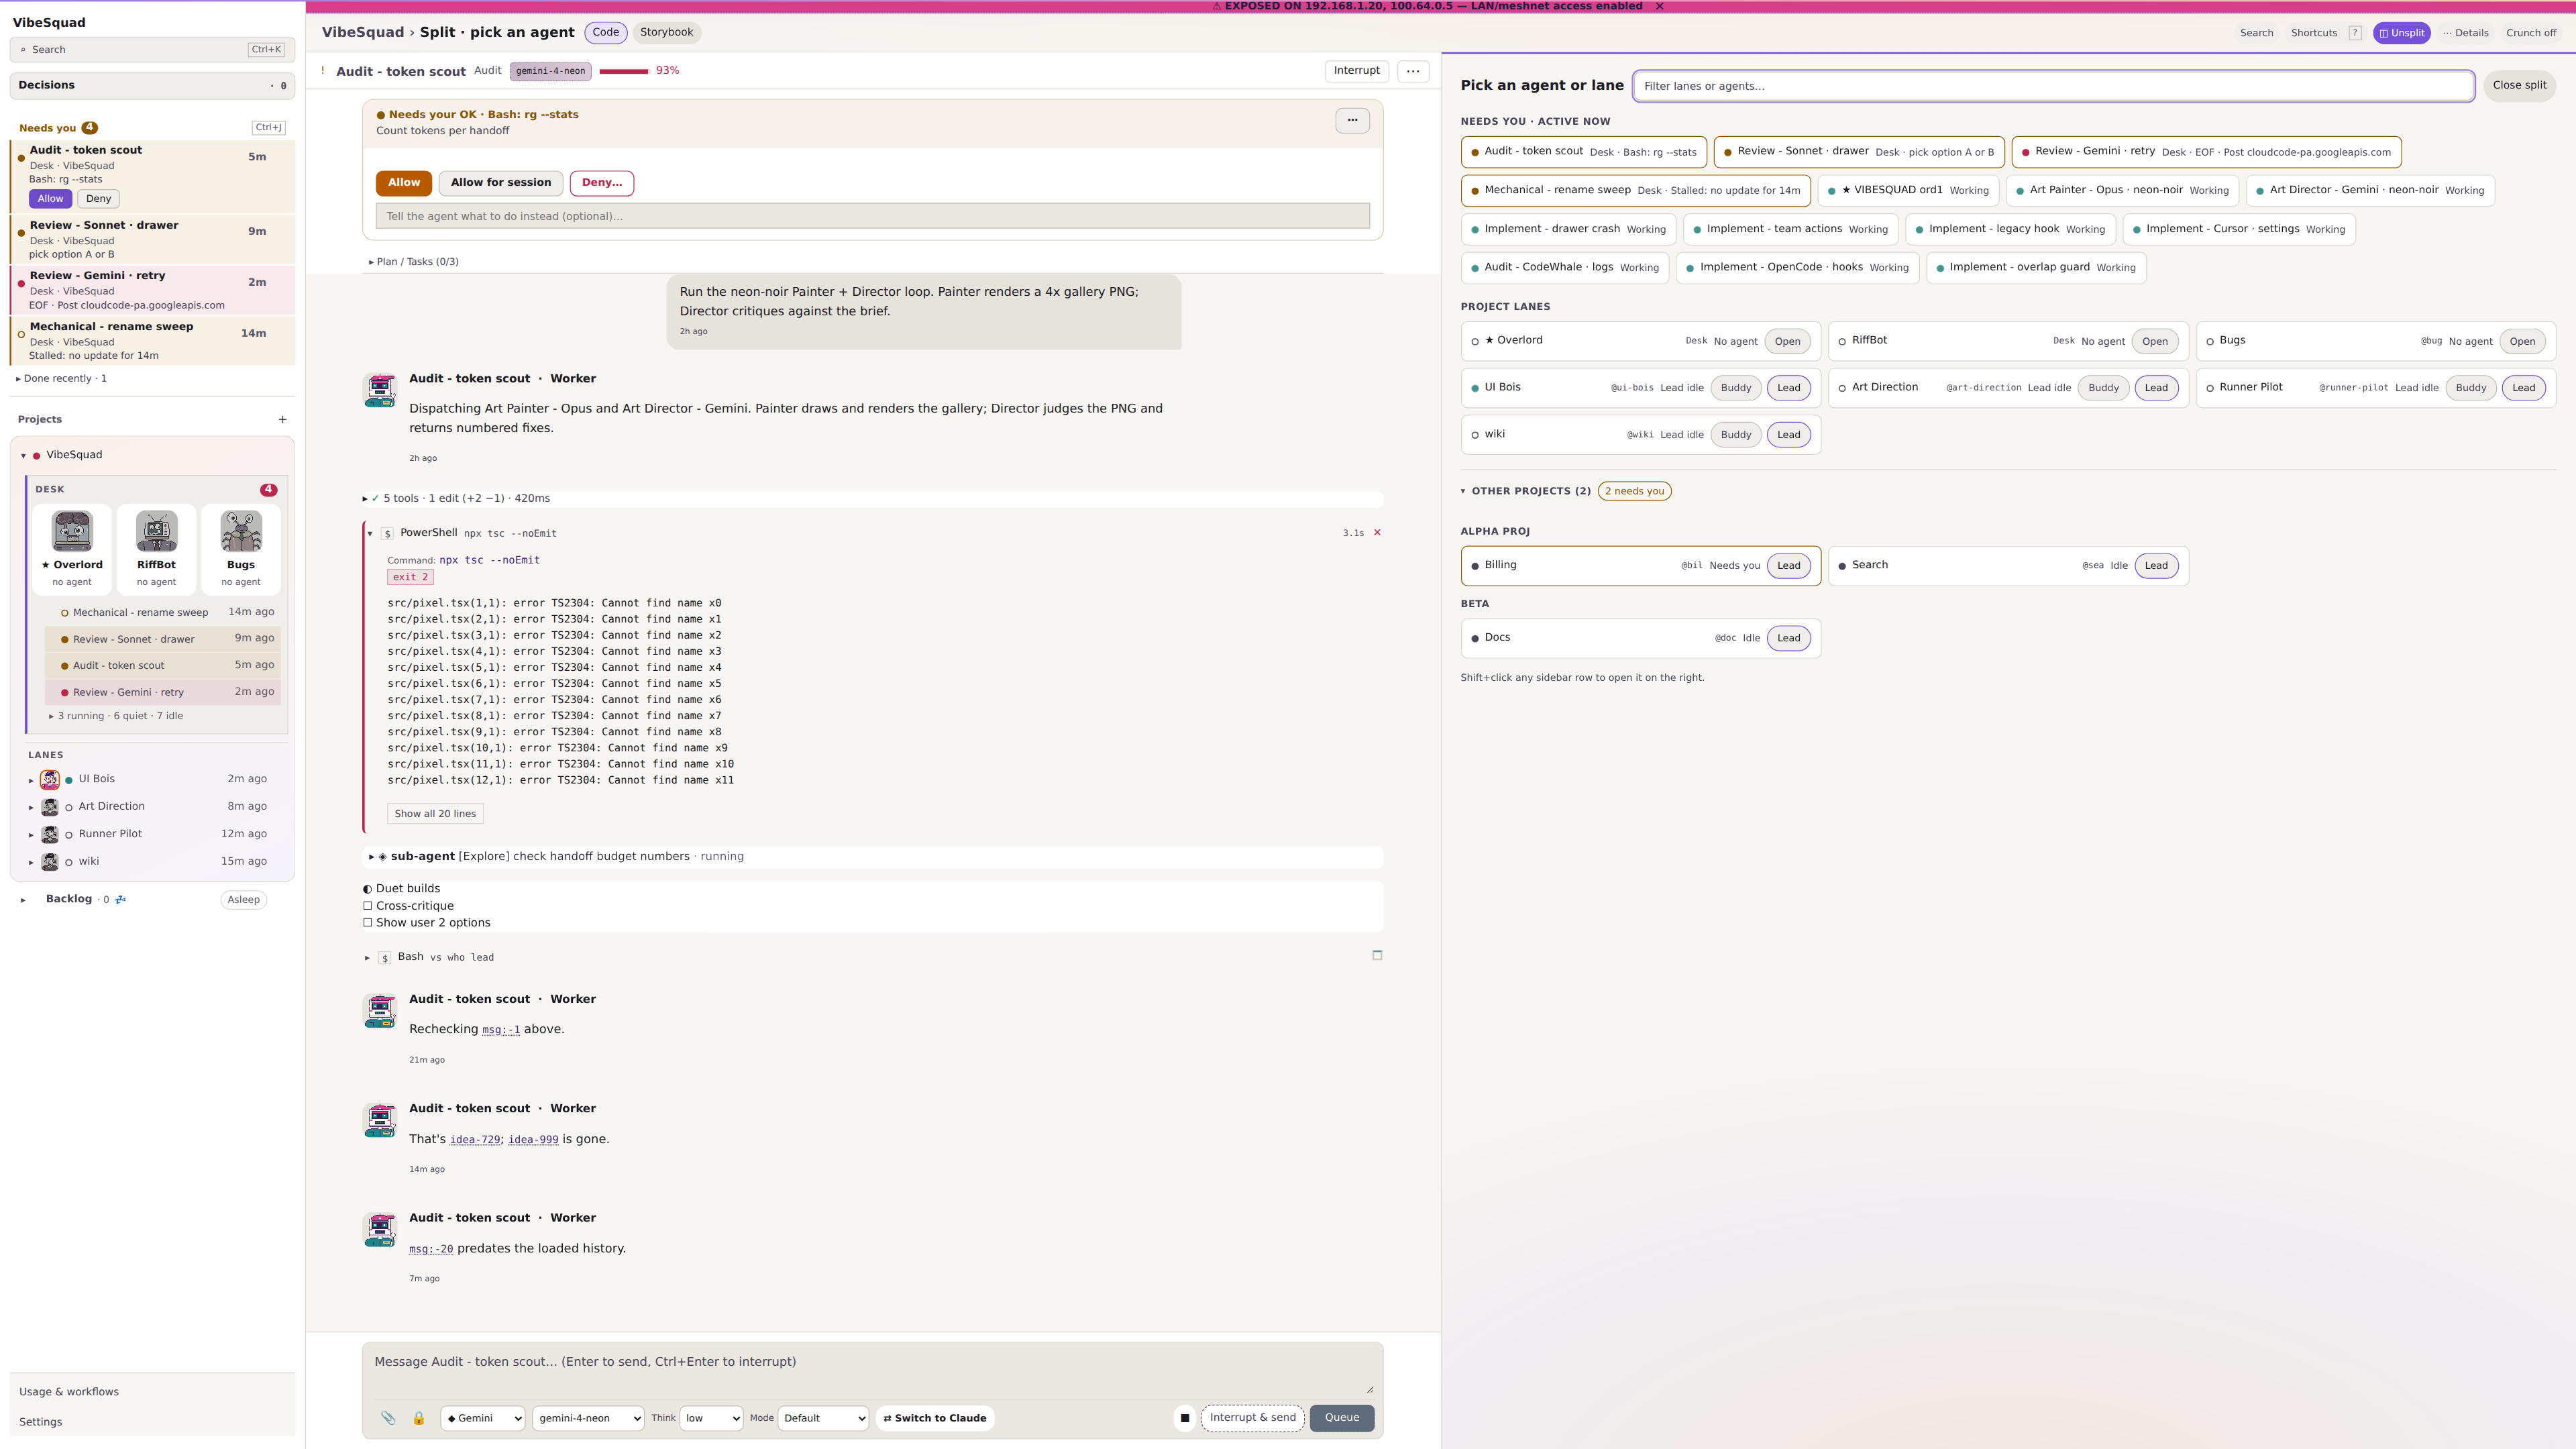 ⚠ EXPOSED ON 192.168.1.20, 100.64.0.5 — LAN/meshnet access enabled ✕
VibeSquad
Search Ctrl+K
Decisions · 0
Needs you 4 Ctrl+J
Audit - token scout 5m
Desk · VibeSquad
Bash: rg --stats
Allow Deny
Review - Sonnet · drawer 9m
Desk · VibeSquad
pick option A or B
Review - Gemini · retry 2m
Desk · VibeSquad
EOF · Post cloudcode-pa.googleapis.com
Mechanical - rename sweep 14m
Desk · VibeSquad
Stalled: no update for 14m
▸ Done recently · 1
Projects +
▾ VibeSquad
DESK 4
★ Overlord RiffBot Bugs
no agent no agent no agent
Mechanical - rename sweep 14m ago
Review - Sonnet · drawer 9m ago
Audit - token scout 5m ago
Review - Gemini · retry 2m ago
▸ 3 running · 6 quiet · 7 idle
LANES
▸ UI Bois 2m ago
▸ Art Direction 8m ago
▸ Runner Pilot 12m ago
▸ wiki 15m ago
▸ Backlog · 0 💤 Asleep
Usage & workflows
Settings
VibeSquad › Split · pick an agent Code Storybook
Search Shortcuts ? Unsplit ··· Details Crunch off
! Audit - token scout Audit gemini-4-neon 93% Interrupt ···
Needs your OK · Bash: rg --stats
Count tokens per handoff
···
Allow Allow for session Deny…
Tell the agent what to do instead (optional)…
▸ Plan / Tasks (0/3)
Run the neon-noir Painter + Director loop. Painter renders a 4x gallery PNG;
Director critiques against the brief.
2h ago
Audit - token scout · Worker
Dispatching Art Painter - Opus and Art Director - Gemini. Painter draws and renders the gallery; Director judges the PNG and
returns numbered fixes.
2h ago
▸ ✓ 5 tools · 1 edit (+2 −1) · 420ms
▾ $ PowerShell npx tsc --noEmit 3.1s ✕
Command: npx tsc --noEmit
exit 2
src/pixel.tsx(1,1): error TS2304: Cannot find name x0
src/pixel.tsx(2,1): error TS2304: Cannot find name x1
src/pixel.tsx(3,1): error TS2304: Cannot find name x2
src/pixel.tsx(4,1): error TS2304: Cannot find name x3
src/pixel.tsx(5,1): error TS2304: Cannot find name x4
src/pixel.tsx(6,1): error TS2304: Cannot find name x5
src/pixel.tsx(7,1): error TS2304: Cannot find name x6
src/pixel.tsx(8,1): error TS2304: Cannot find name x7
src/pixel.tsx(9,1): error TS2304: Cannot find name x8
src/pixel.tsx(10,1): error TS2304: Cannot find name x9
src/pixel.tsx(11,1): error TS2304: Cannot find name x10
src/pixel.tsx(12,1): error TS2304: Cannot find name x11
Show all 20 lines
▸ ◈ sub-agent [Explore] check handoff budget numbers · running
◐ Duet builds
☐ Cross-critique
☐ Show user 2 options
▸ $ Bash vs who lead
Audit - token scout · Worker
Rechecking msg:-1 above.
21m ago
Audit - token scout · Worker
That's idea-729; idea-999 is gone.
14m ago
Audit - token scout · Worker
msg:-20 predates the loaded history.
7m ago
Message Audit - token scout… (Enter to send, Ctrl+Enter to interrupt)
📎 🔒 ◆ Gemini gemini-4-neon Think low Mode Default ⇄ Switch to Claude ■ Interrupt & send Queue
Pick an agent or lane Filter lanes or agents… Close split
NEEDS YOU · ACTIVE NOW
Audit - token scout Desk · Bash: rg --stats Review - Sonnet · drawer Desk · pick option A or B Review - Gemini · retry Desk · EOF · Post cloudcode-pa.googleapis.com
Mechanical - rename sweep Desk · Stalled: no update for 14m ★ VIBESQUAD ord1 Working Art Painter - Opus · neon-noir Working Art Director - Gemini · neon-noir Working
Implement - drawer crash Working Implement - team actions Working Implement - legacy hook Working Implement - Cursor · settings Working
Audit - CodeWhale · logs Working Implement - OpenCode · hooks Working Implement - overlap guard Working
PROJECT LANES
★ Overlord Desk No agent Open RiffBot Desk No agent Open Bugs @bug No agent Open
UI Bois @ui-bois Lead idle Buddy Lead Art Direction @art-direction Lead idle Buddy Lead Runner Pilot @runner-pilot Lead idle Buddy Lead
wiki @wiki Lead idle Buddy Lead
▾ OTHER PROJECTS (2) 2 needs you
ALPHA PROJ
Billing @bil Needs you Lead Search @sea Idle Lead
BETA
Docs @doc Idle Lead
Shift+click any sidebar row to open it on the right.